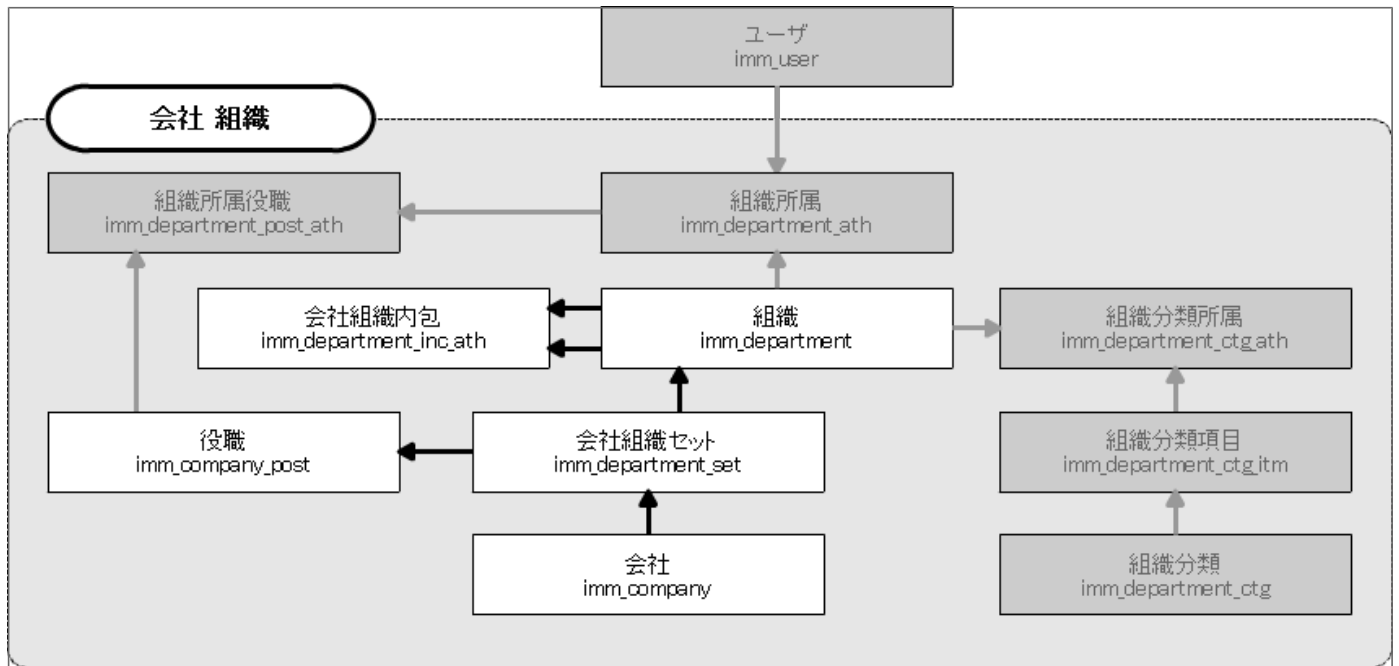 ユーザ
imm_user
会社 組織
組織所属役職
imm_department_post_ath
組織所属
imm_department_ath
会社組織内包
imm_department_inc_ath
組織
imm_department
組織分類所属
imm_department_ctg_ath
役職
imm_company_post
会社組織セット
imm_department_set
組織分類項目
imm_department_ctg_itm
会社
imm_company
組織分類
imm_department_ctg